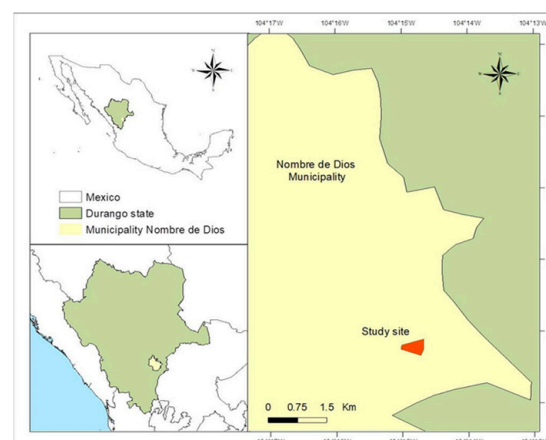 104°17'W 104°16'W 104°15'W 104°14'W 104°13'W
Nombre de Dios
Municipality
Mexico
Durango state
Municipality Nombre de Dios
Study site
0 0.75 1.5 Km